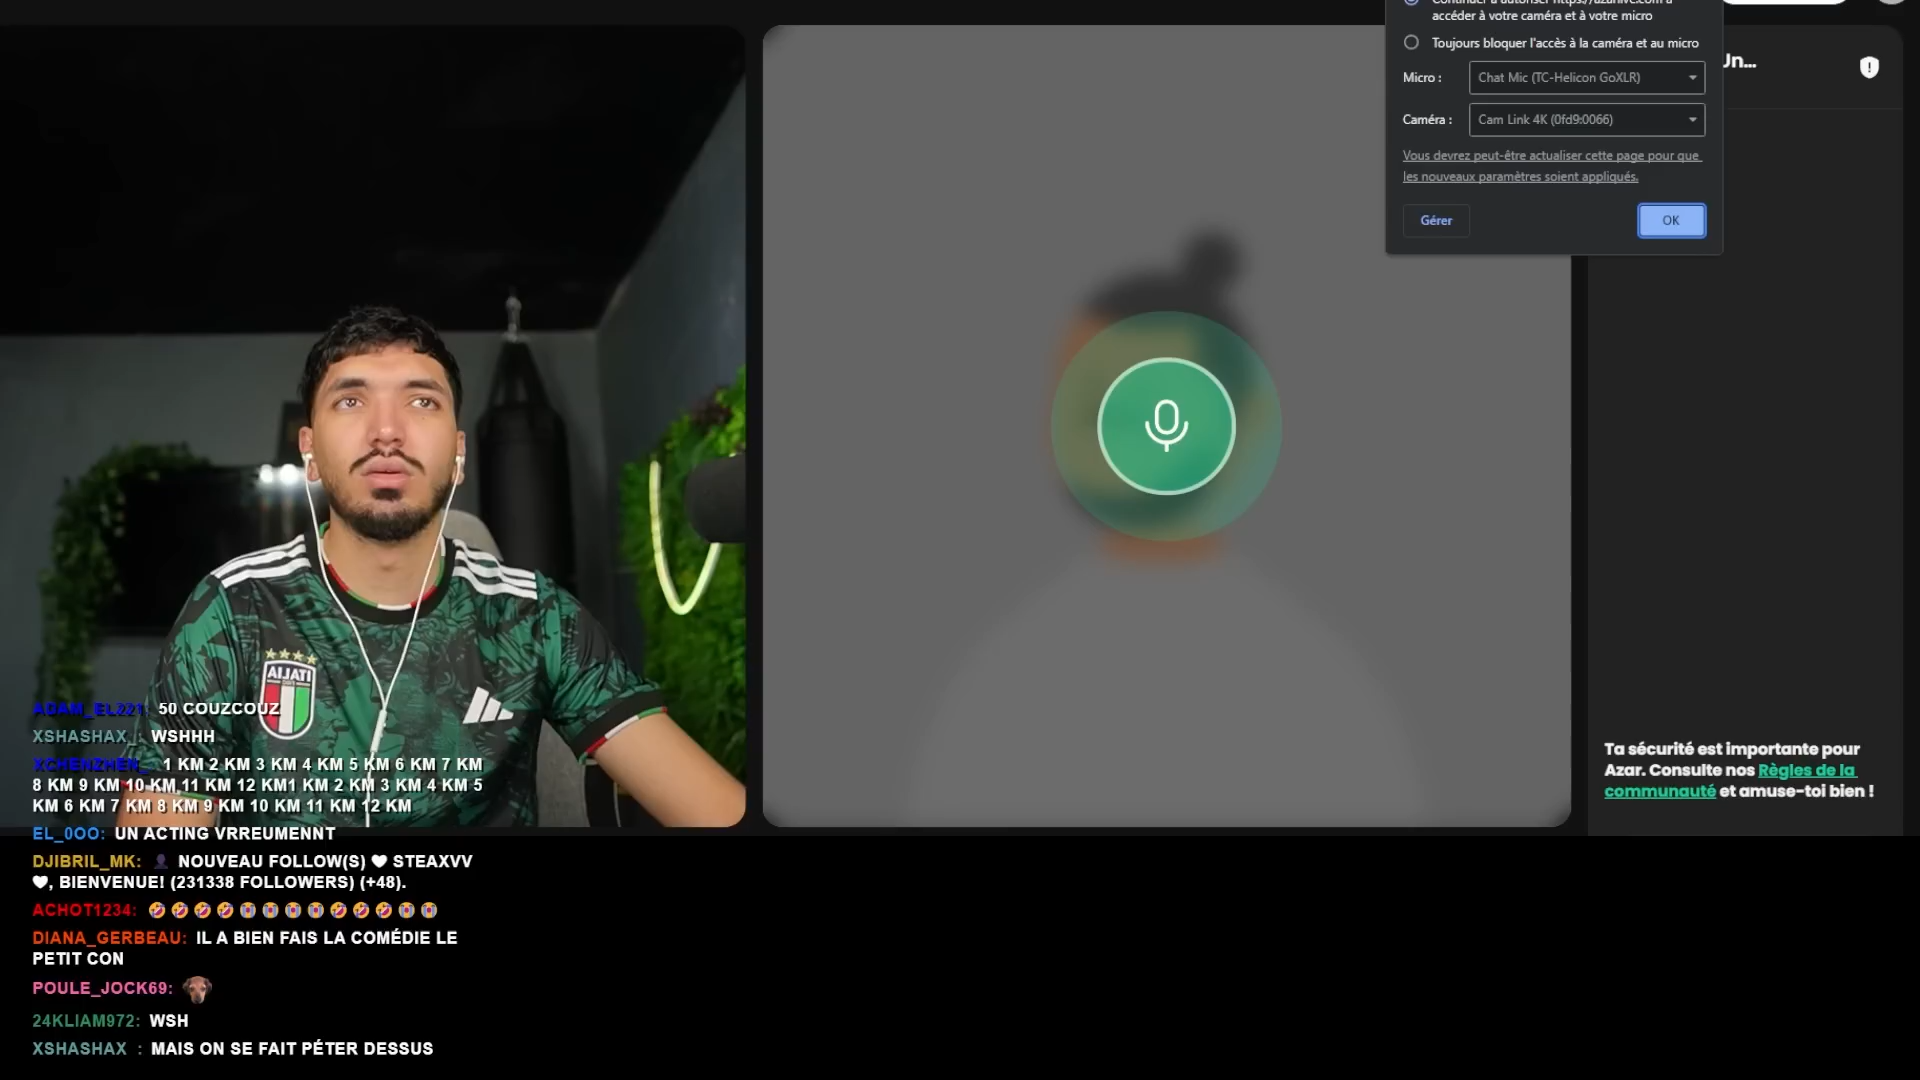 accéder à votre caméra et à votre micro
Toujours bloquer l'accès à la caméra et au micro
Micro :
Chat Mic (TC-Helicon GoXLR)
Caméra :
Cam Link 4K (0fd9:0066)
Vous devrez peut-être actualiser cette page pour que
les nouveaux paramètres soient appliqués.
Gérer
OK
Un...
ADAM_EL221: 50 COUZCOUZ
XSHASHAX_: WSHHH
XCHENZHEN_: 1 KM 2 KM 3 KM 4 KM 5 KM 6 KM 7 KM
8 KM 9 KM 10 KM 11 KM 12 KM1 KM 2 KM 3 KM 4 KM 5
KM 6 KM 7 KM 8 KM 9 KM 10 KM 11 KM 12 KM
EL_0OO: UN ACTING VRREUMENNT
DJIBRIL_MK: 👤 NOUVEAU FOLLOW(S) ♥ STEAXVV
♥, BIENVENUE! (231338 FOLLOWERS) (+48).
ACHOT1234: 🤣🤣🤣🤣😭😭😭😭🤣🤣🤣😭😭
DIANA_GERBEAU: IL A BIEN FAIS LA COMÉDIE LE
PETIT CON
POULE_JOCK69:
24KLIAM972: WSH
XSHASHAX : MAIS ON SE FAIT PÉTER DESSUS
Ta sécurité est importante pour
Azar. Consulte nos Règles de la
communauté et amuse-toi bien !